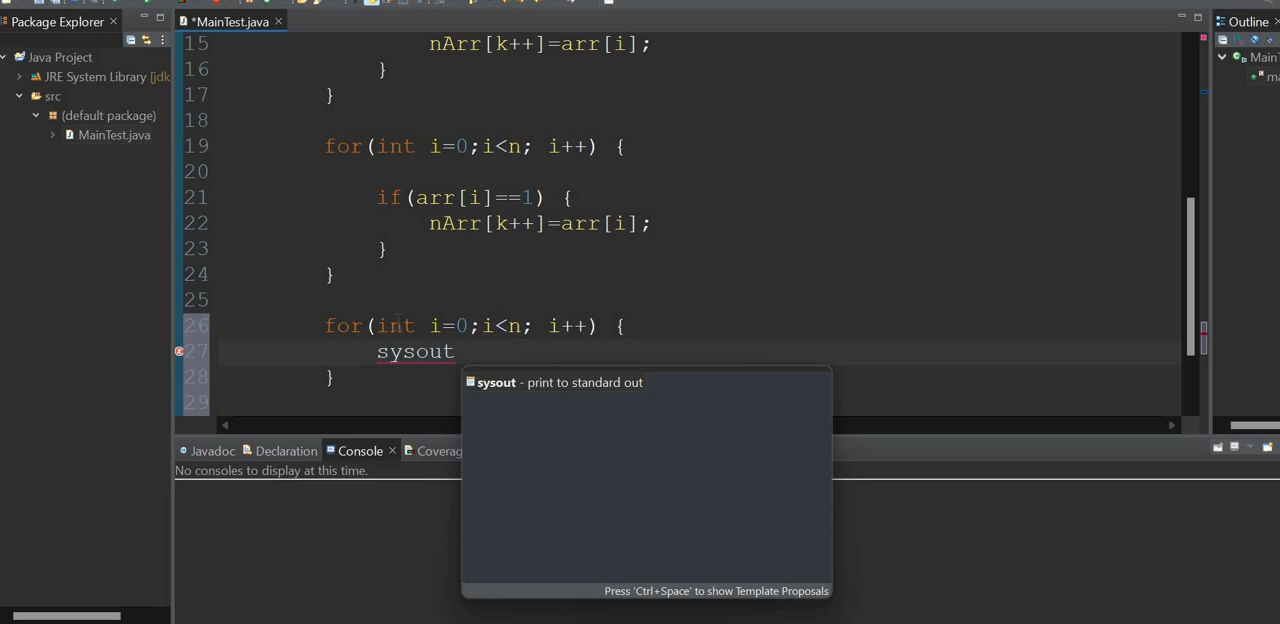 Package Explorer
*MainTest.java
Outline
Java Project
JRE System Library [jdk
src
(default package)
MainTest.java
15 nArr[k++]=arr[i];
16 }
17 }
18
19 for(int i=0;i<n; i++) {
20
21 if(arr[i]==1) {
22 nArr[k++]=arr[i];
23 }
24 }
25
26 for(int i=0;i<n; i++) {
27 sysout
28 }
29
sysout - print to standard out
Press 'Ctrl+Space' to show Template Proposals
MainT
ma
Javadoc Declaration Console Coverag
No consoles to display at this time.